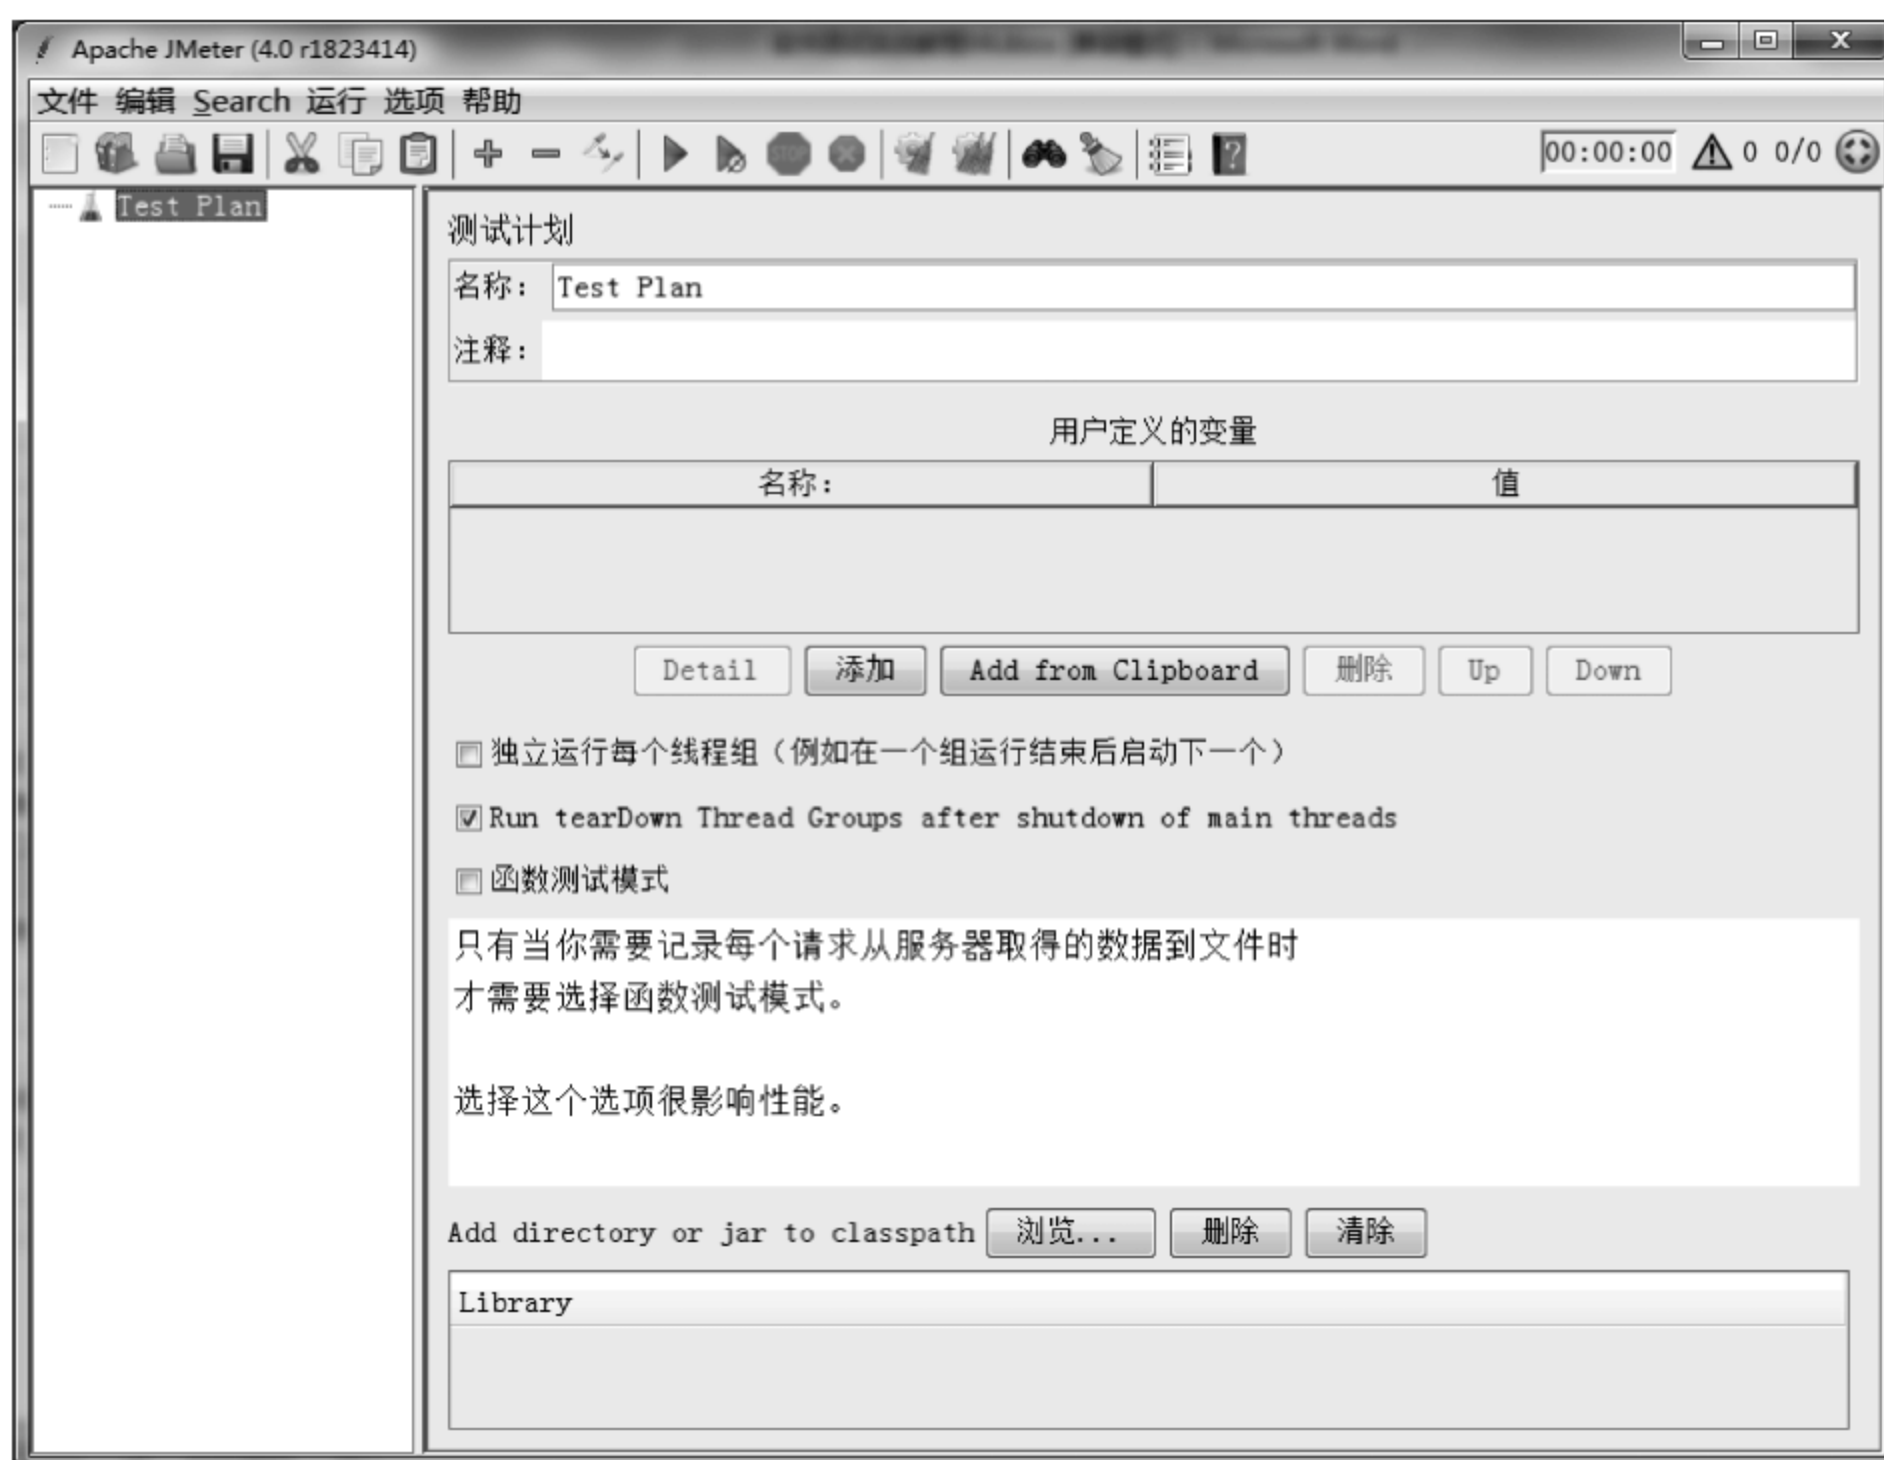 Apache JMeter (4.0 r1823414)
文件 编辑 Search 运行 选项 帮助
STOP
00:00:00 0 0/0
Test Plan
测试计划
名称: Test Plan
注释:
用户定义的变量
名称: 值
Detail 添加 Add from Clipboard 删除 Up Down
独立运行每个线程组（例如在一个组运行结束后启动下一个）
Run tearDown Thread Groups after shutdown of main threads
函数测试模式
只有当你需要记录每个请求从服务器取得的数据到文件时
才需要选择函数测试模式。
选择这个选项很影响性能。
Add directory or jar to classpath 浏览... 删除 清除
Library